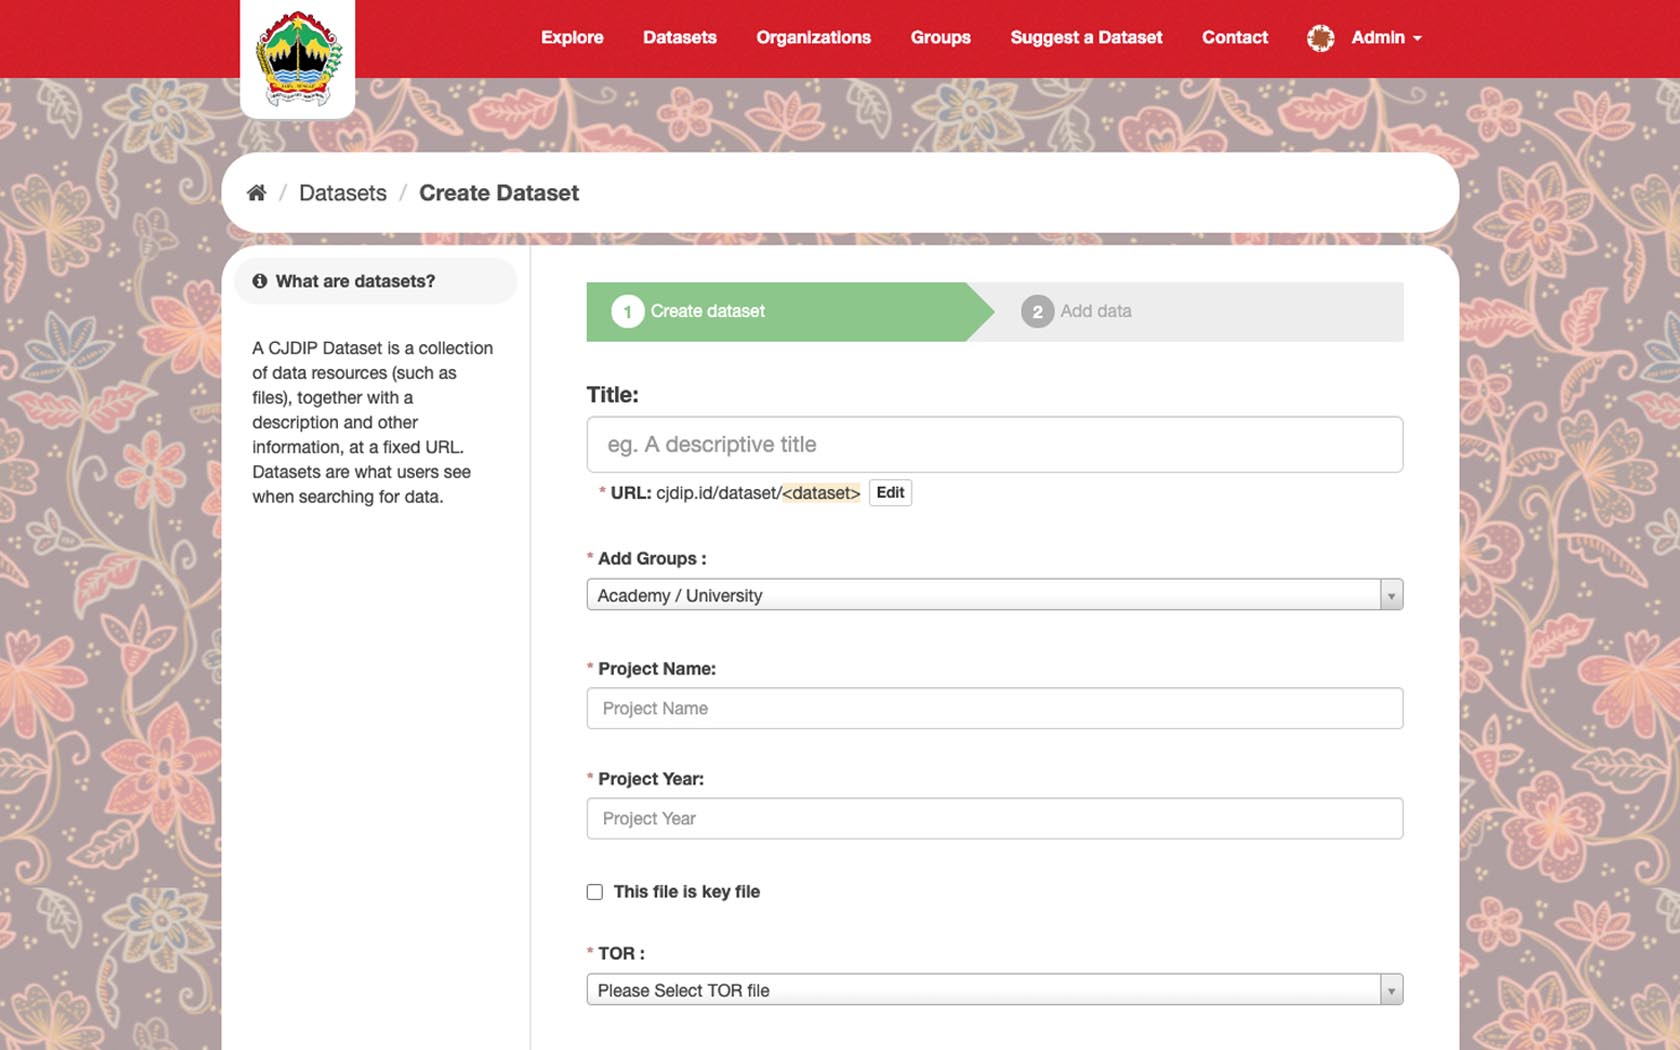 Explore Datasets Organizations Groups Suggest a Dataset Contact Admin
/ Datasets / Create Dataset
What are datasets?
A CJDIP Dataset is a collection
of data resources (such as
files), together with a
description and other
information, at a fixed URL.
Datasets are what users see
when searching for data.
1 Create dataset
2 Add data
Title:
eg. A descriptive title
* URL: cjdip.id/dataset/<dataset> Edit
* Add Groups :
Academy / University
* Project Name:
Project Name
* Project Year:
Project Year
This file is key file
* TOR :
Please Select TOR file